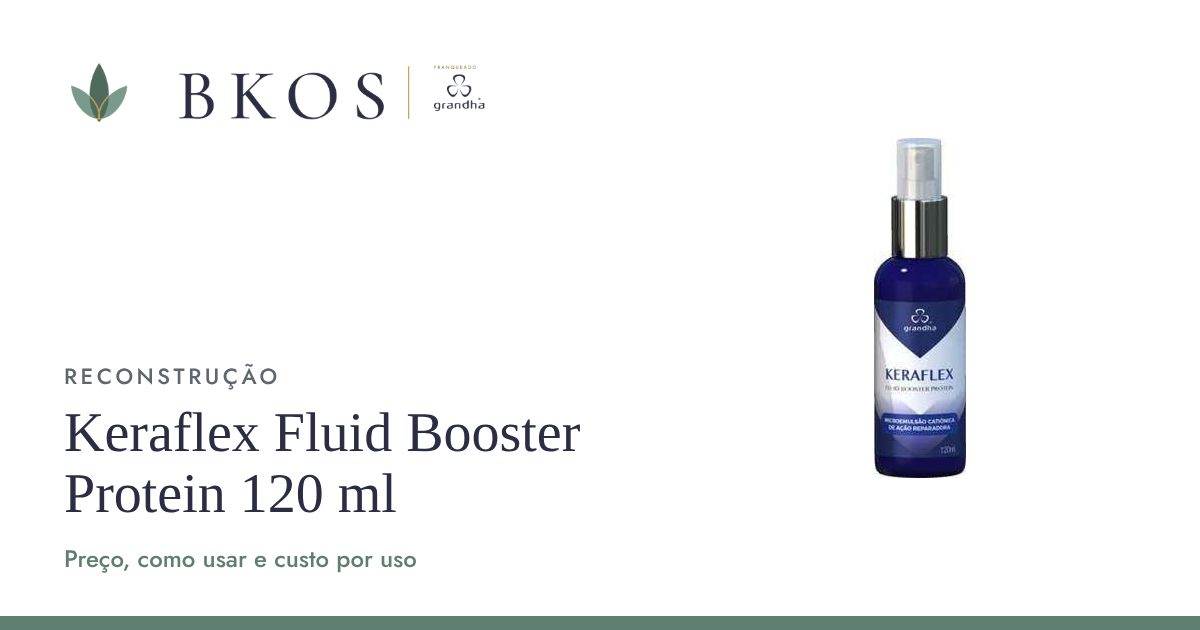 BKOS
FRANQUEADO
grandha
RECONSTRUÇÃO
Keraflex Fluid Booster
Protein 120 ml
Preço, como usar e custo por uso
grandha
KERAFLEX
FLUID BOOSTER PROTEIN
MICROEMULSÃO CATIÔNICA
DE AÇÃO REPARADORA
120ml